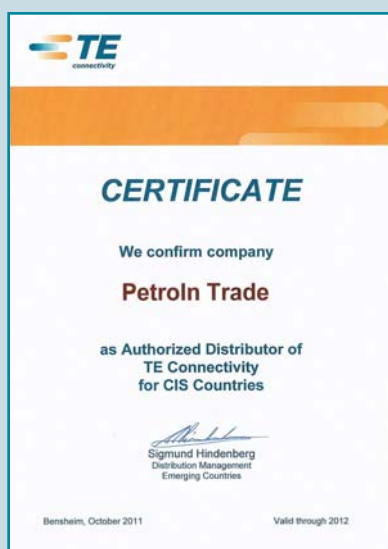 TE
connectivity
CERTIFICATE
We confirm company
PetroIn Trade
as Authorized Distributor of
TE Connectivity
for CIS Countries
Sigmund Hindenberg
Distribution Management
Emerging Countries
Bensheim, October 2011 Valid through 2012